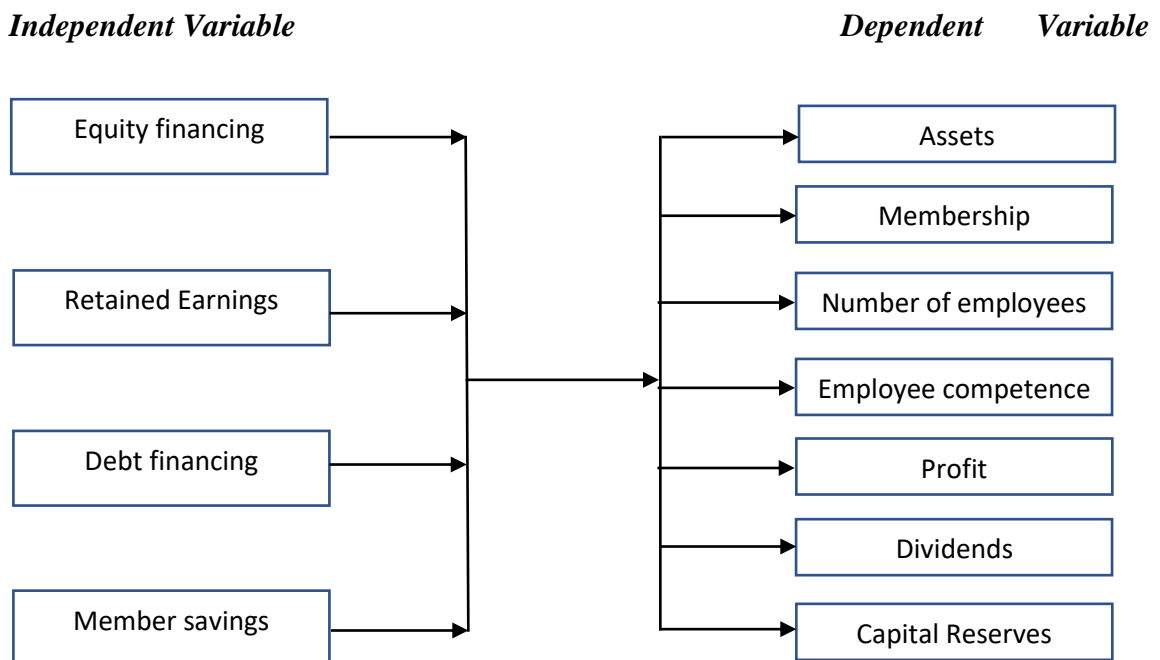 Independent Variable
Dependent Variable
Equity financing
Retained Earnings
Debt financing
Member savings
Assets
Membership
Number of employees
Employee competence
Profit
Dividends
Capital Reserves